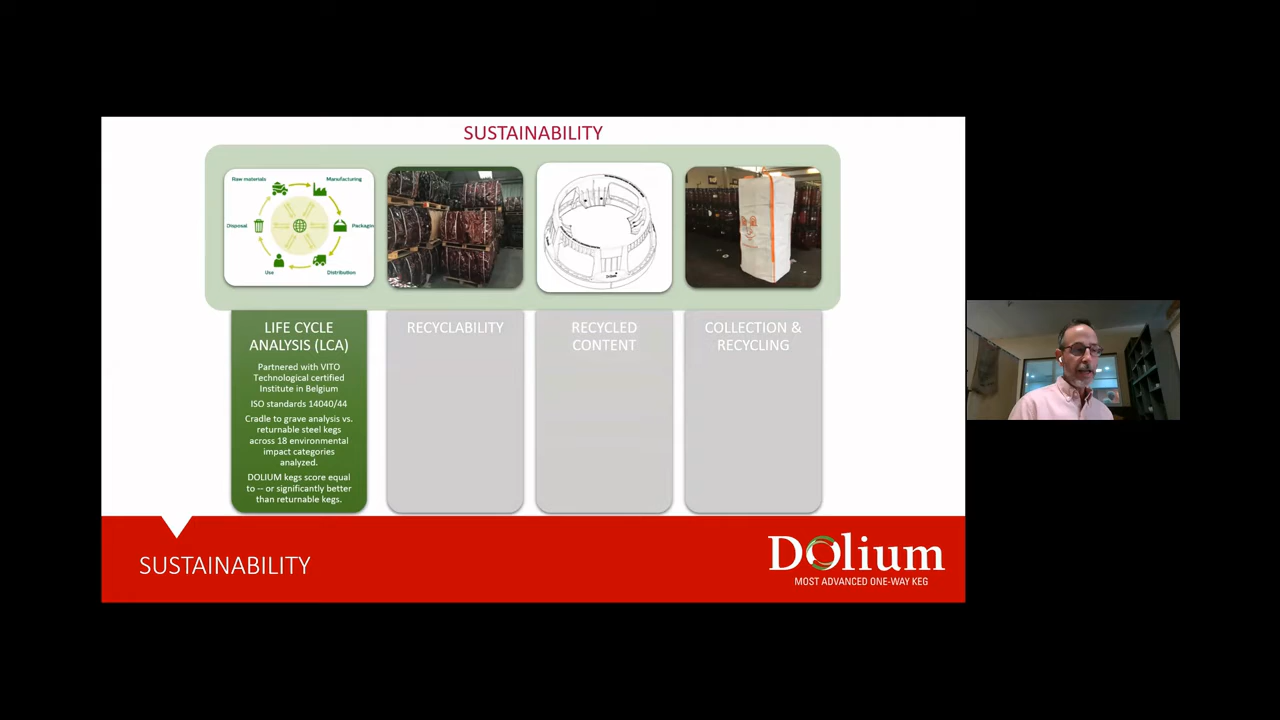 SUSTAINABILITY
Raw materials
Manufacturing
Disposal
Packagin
Use
Distribution
LIFE CYCLE
ANALYSIS (LCA)
Partnered with VITO
Technological certified
Institute in Belgium
ISO standards 14040/44
Cradle to grave analysis vs.
returnable steel kegs
across 18 environmental
impact categories
analyzed.
DOLIUM kegs score equal
to -- or significantly better
than returnable kegs.
RECYCLABILITY
RECYCLED
CONTENT
COLLECTION &
RECYCLING
SUSTAINABILITY
Dolium
MOST ADVANCED ONE-WAY KEG